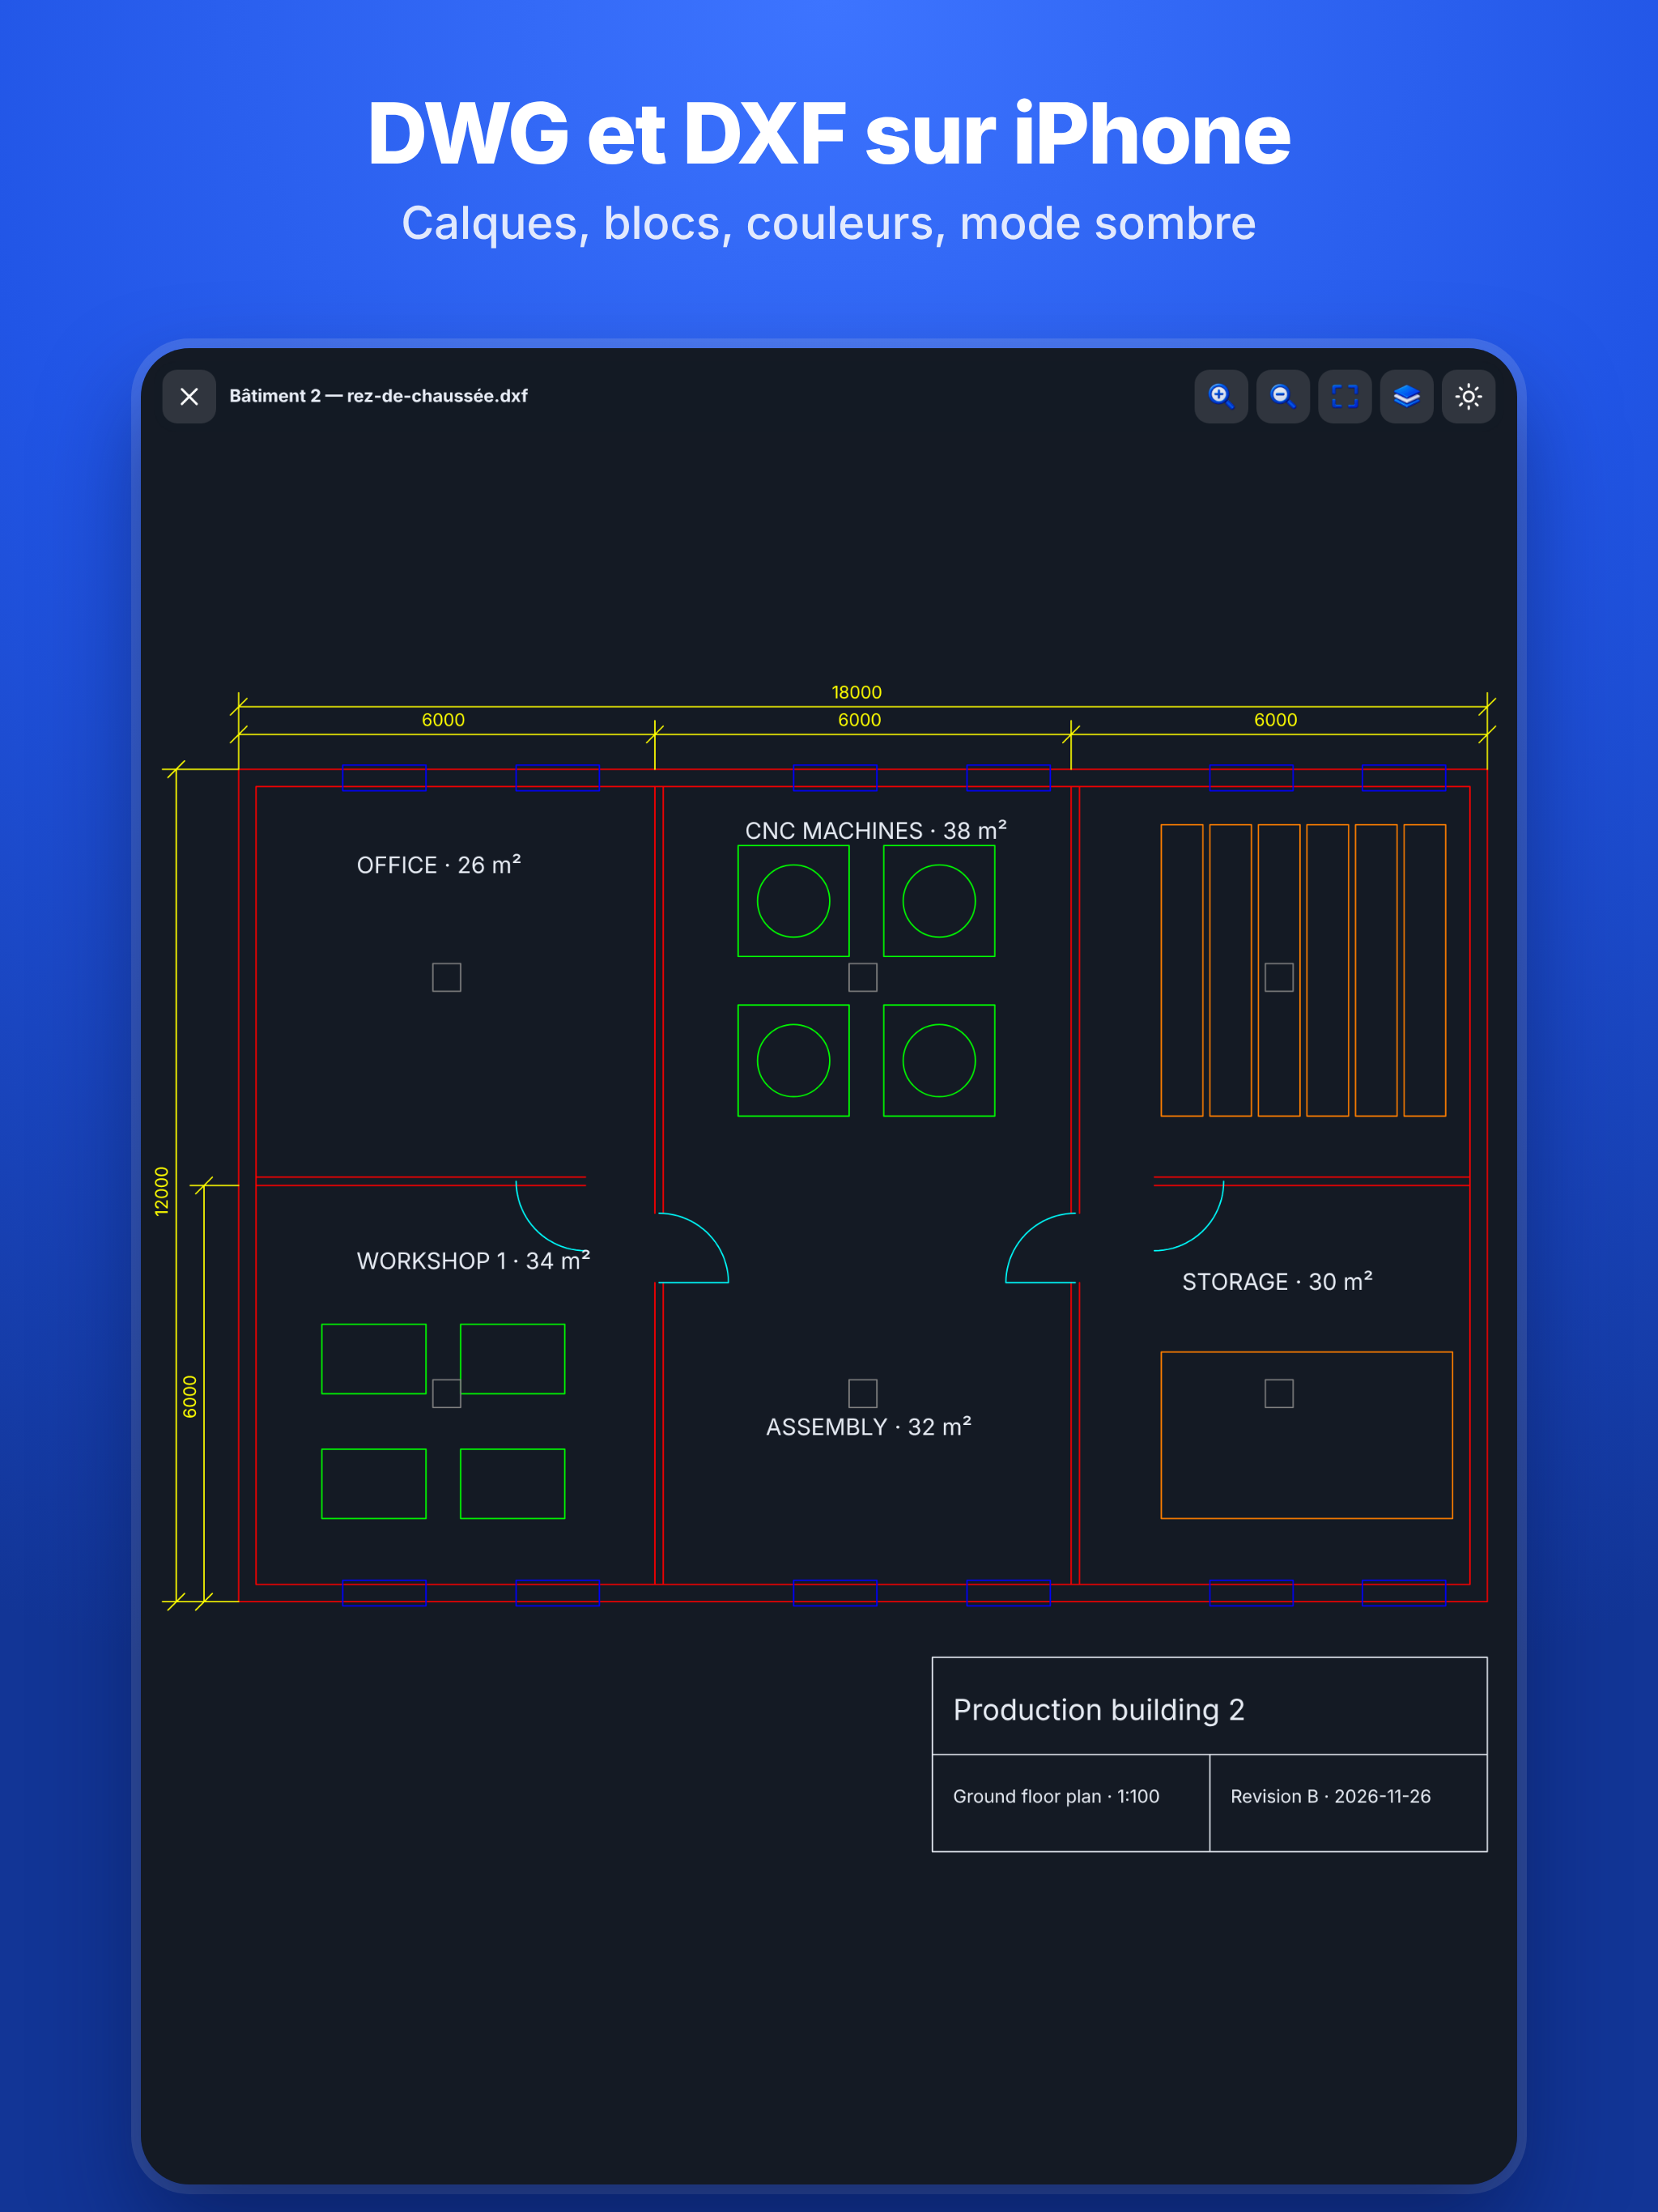 DWG et DXF sur iPhone
Calques, blocs, couleurs, mode sombre
Bâtiment 2 — rez-de-chaussée.dxf
18000
6000
6000
6000
CNC MACHINES · 38 m²
OFFICE · 26 m²
12000
WORKSHOP 1 · 34 m²
STORAGE · 30 m²
6000
ASSEMBLY · 32 m²
Production building 2
Ground floor plan · 1:100
Revision B · 2026-11-26